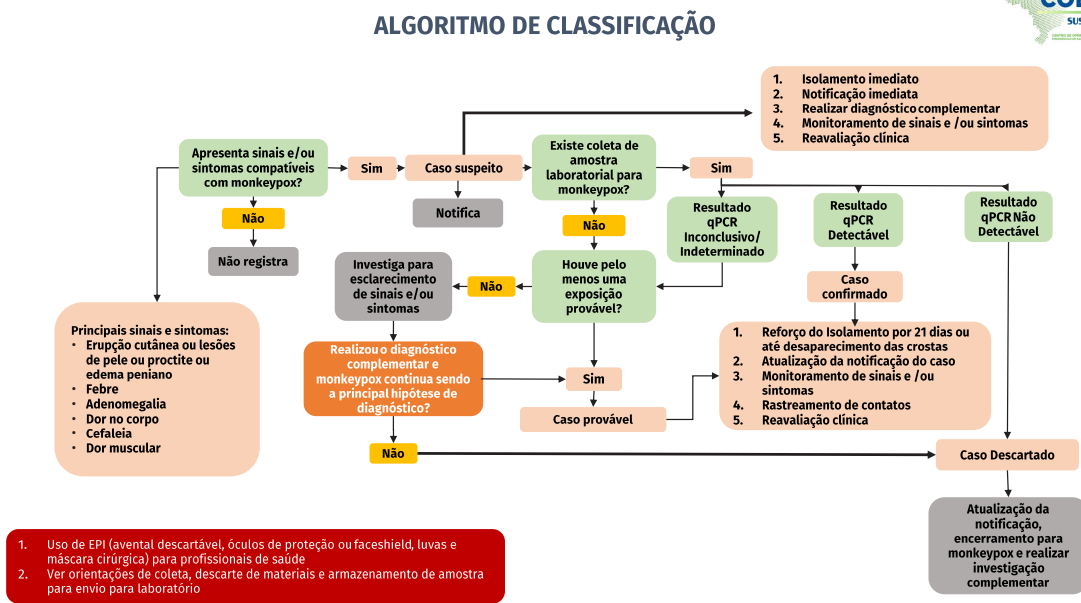 ALGORITMO DE CLASSIFICAÇÃO
SUS
1. Isolamento imediato
2. Notificação imediata
3. Realizar diagnóstico complementar
4. Monitoramento de sinais e /ou sintomas
5. Reavaliação clínica
Apresenta sinais e/ou
sintomas compatíveis
com monkeypox?
Sim
Caso suspeito
Existe coleta de
amostra
laboratorial para
monkeypox?
Sim
Não
Notifica
Não
Não registra
Resultado
qPCR
Inconclusivo/
Indeterminado
Resultado
qPCR
Detectável
Resultado
qPCR Não
Detectável
Investiga para
esclarecimento
de sinais e/ou
sintomas
Não
Houve pelo
menos uma
exposição
provável?
Caso
confirmado
Principais sinais e sintomas:
• Erupção cutânea ou lesões
de pele ou proctite ou
edema peniano
• Febre
• Adenomegalia
• Dor no corpo
• Cefaleia
• Dor muscular
Realizou o diagnóstico
complementar e
monkeypox continua sendo
a principal hipótese de
diagnóstico?
Sim
Caso provável
1. Reforço do Isolamento por 21 dias ou
até desaparecimento das crostas
2. Atualização da notificação do caso
3. Monitoramento de sinais e /ou
sintomas
4. Rastreamento de contatos
5. Reavaliação clínica
Não
Caso Descartado
Atualização da
notificação,
encerramento para
monkeypox e realizar
investigação
complementar
1. Uso de EPI (avental descartável, óculos de proteção ou faceshield, luvas e
máscara cirúrgica) para profissionais de saúde
2. Ver orientações de coleta, descarte de materiais e armazenamento de amostra
para envio para laboratório